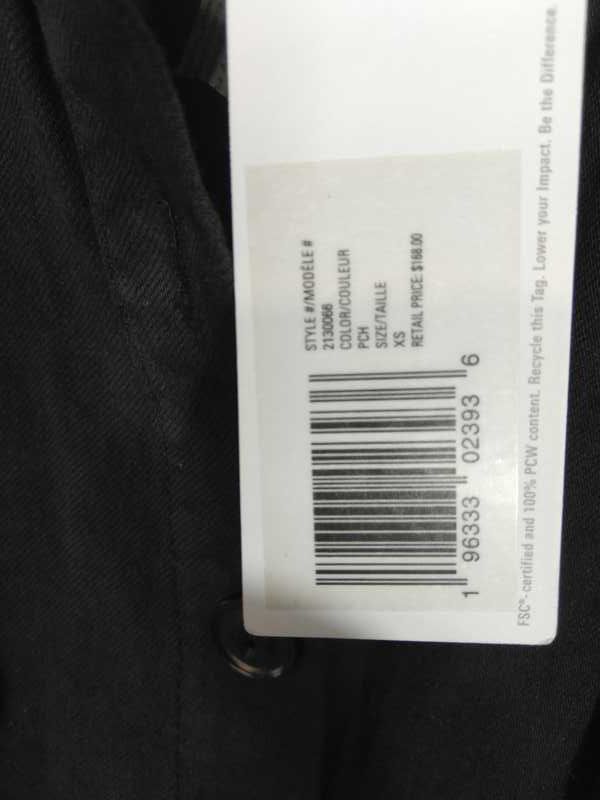 STYLE #/MODÈLE #
2130066
COLOR/COULEUR
PCH
SIZE/TAILLE
XS
RETAIL PRICE: $168.00
1 96333 02393 6
FSC®- certified and 100% PCW content. Recycle this Tag. Lower your Impact. Be the Difference.